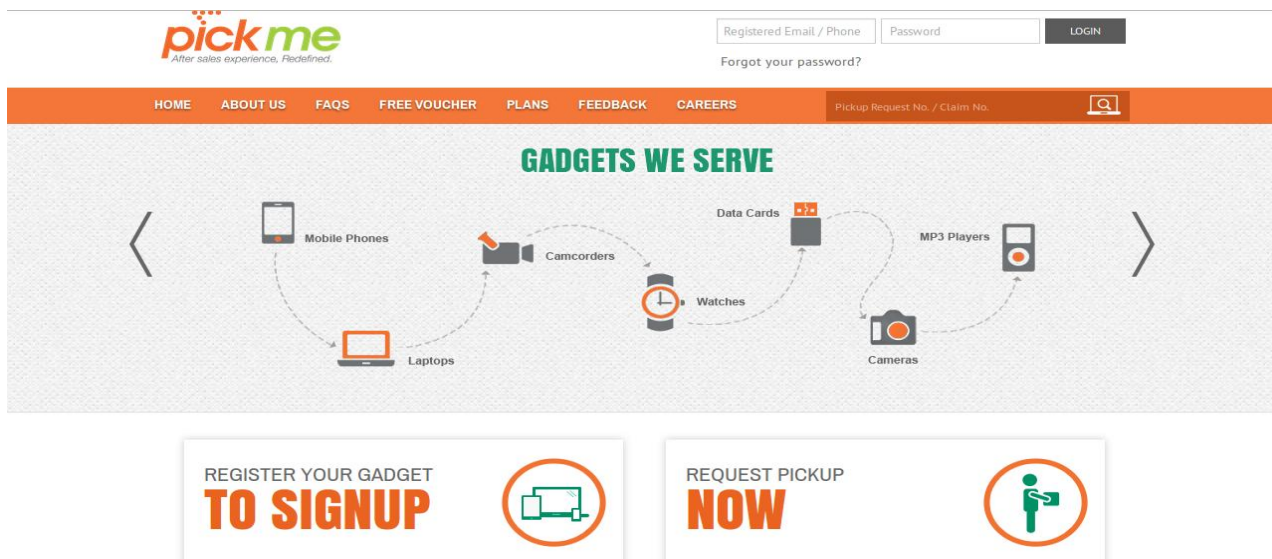 pickme
After sales experience, Redefined.
Registered Email / Phone
Password
LOGIN
Forgot your password?
HOME
ABOUT US
FAQS
FREE VOUCHER
PLANS
FEEDBACK
CAREERS
Pickup Request No. / Claim No.
GADGETS WE SERVE
Mobile Phones
Laptops
Camcorders
Watches
Data Cards
Cameras
MP3 Players
REGISTER YOUR GADGET
TO SIGNUP
REQUEST PICKUP
NOW